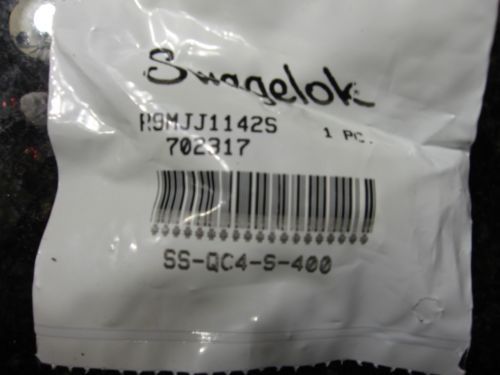 Swagelok
R9MJJ1142S 1 PC.
702317
SS-QC4-S-400